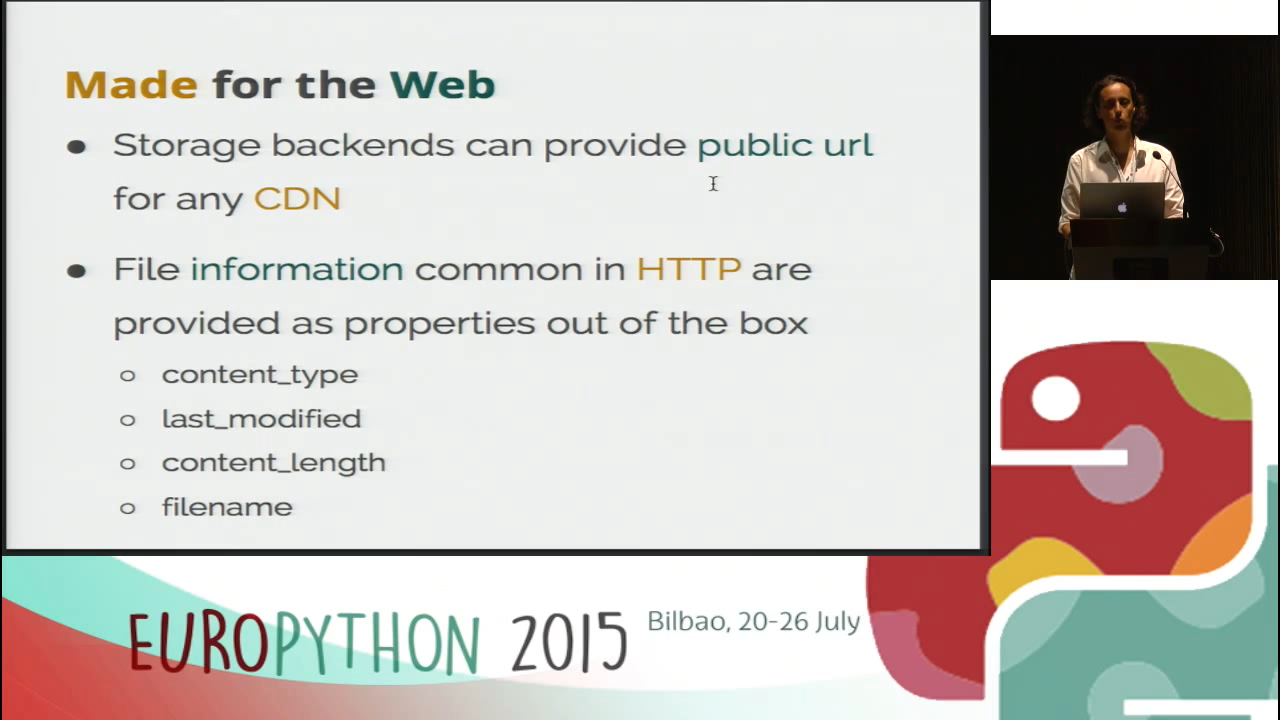 Made for the Web
● Storage backends can provide public url
for any CDN
● File information common in HTTP are
provided as properties out of the box
○ content_type
○ last_modified
○ content_length
○ filename
EUROPYTHON 2015
Bilbao, 20-26 July